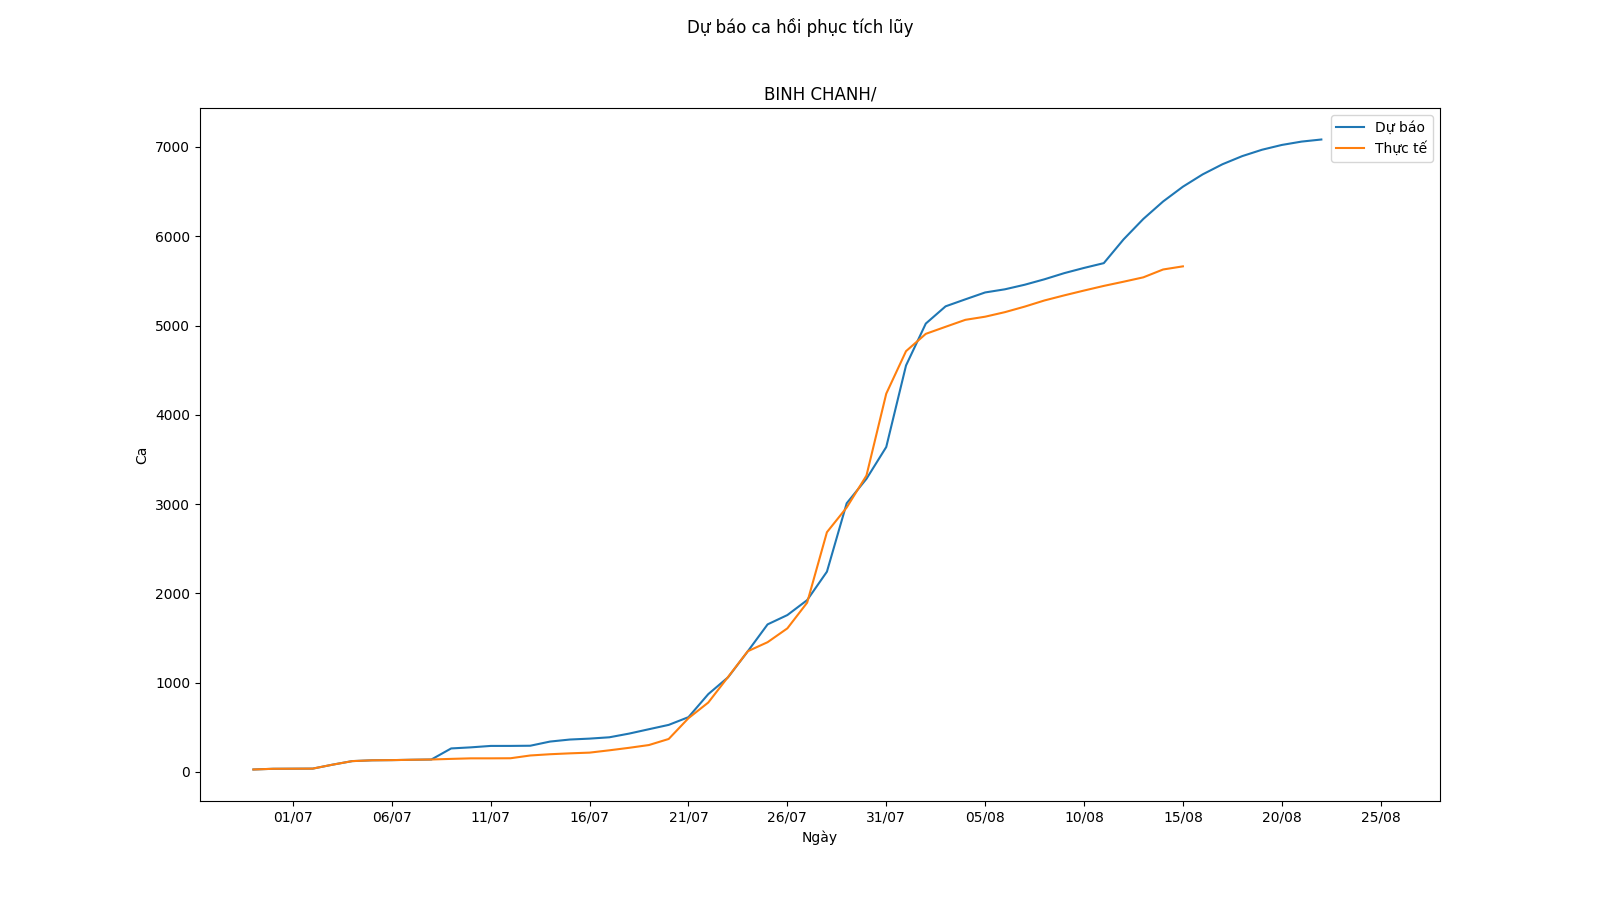 Dự báo ca hồi phục tích lũy
BINH CHANH/
Dự báo
Thực tế
7000
6000
5000
4000
3000
2000
1000
0
Ca
01/07 06/07 11/07 16/07 21/07 26/07 31/07 05/08 10/08 15/08 20/08 25/08
Ngày